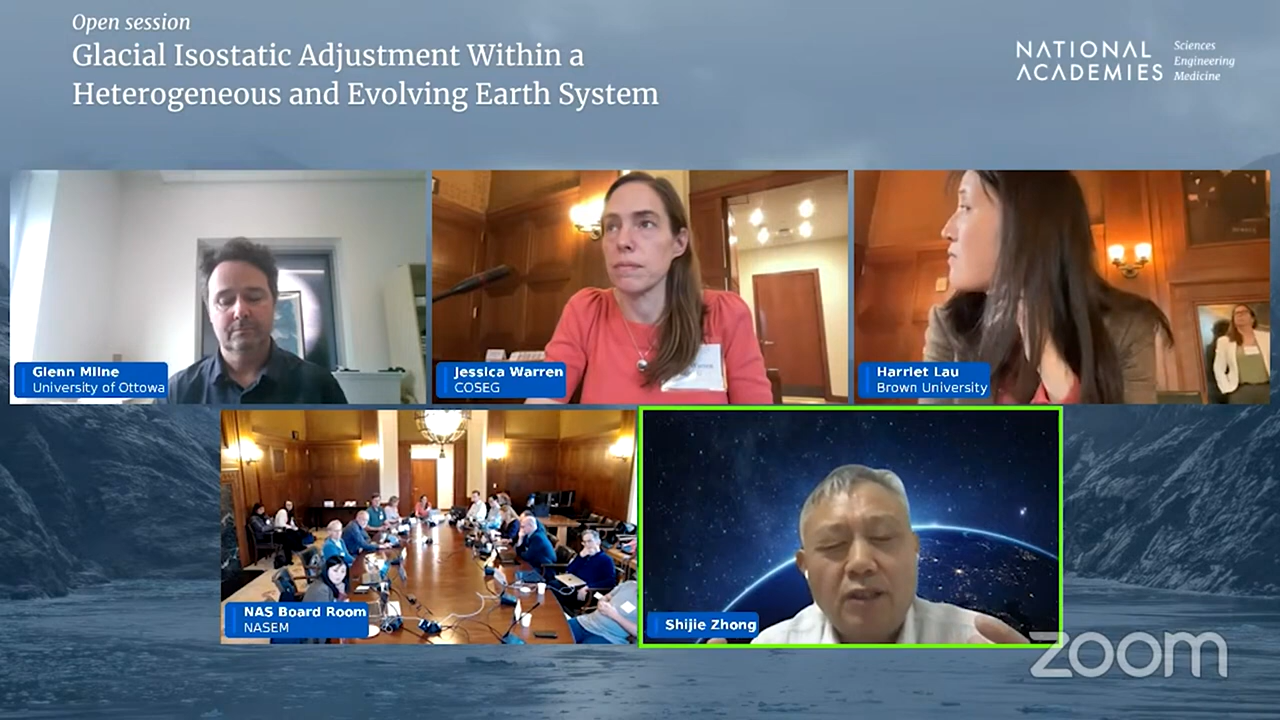 Open session
Glacial Isostatic Adjustment Within a
Heterogeneous and Evolving Earth System
NATIONAL
ACADEMIES
Sciences
Engineering
Medicine
Glenn Milne
University of Ottowa
Jessica Warren
COSEG
Harriet Lau
Brown University
NAS Board Room
NASEM
Shijie Zhong
zoom